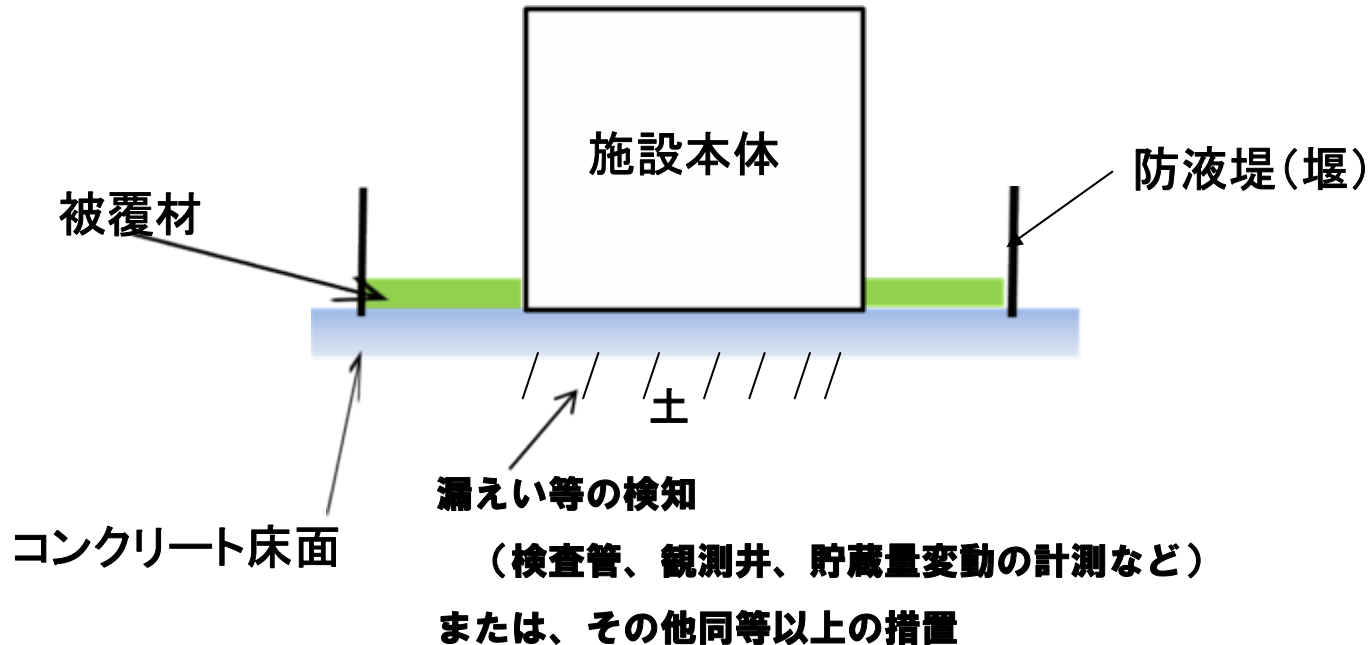 施設本体
防液堤（堰）
被覆材
土
漏えい等の検知
コンクリート床面
（検査管、観測井、貯蔵量変動の計測など）
または、その他同等以上の措置